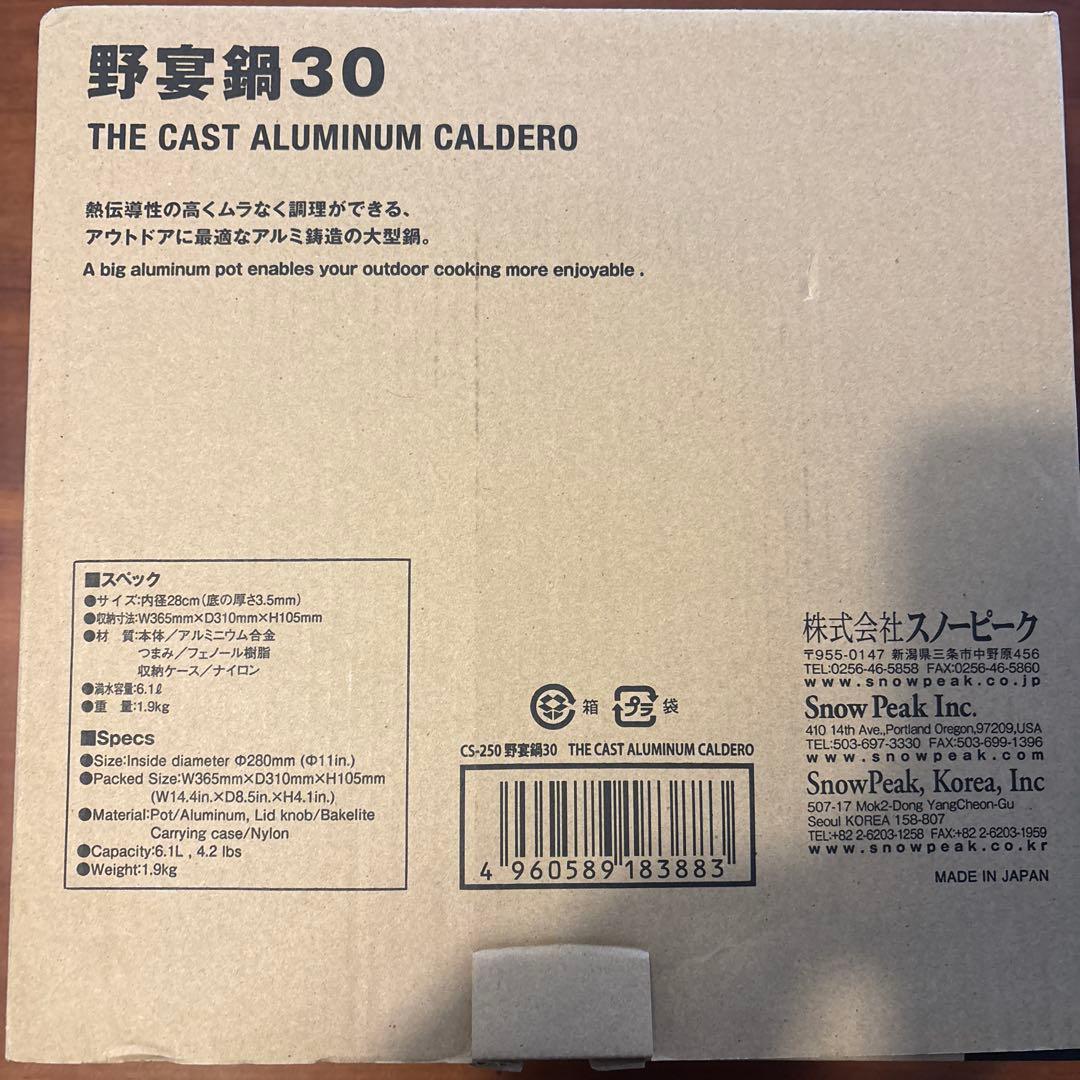 野宴鍋30
THE CAST ALUMINUM CALDERO
熱伝導性の高くムラなく調理ができる、
アウトドアに最適なアルミ鋳造の大型鍋。
A big aluminum pot enables your outdoor cooking more enjoyable .
■スペック
●サイズ:内径28cm(底の厚さ3.5mm)
●収納寸法:W365mm×D310mm×H105mm
●材　質:本体／アルミニウム合金
つまみ／フェノール樹脂
収納ケース／ナイロン
●満水容量:6.1ℓ
●重　量:1.9kg
■Specs
●Size:Inside diameter Φ280mm (Φ11in.)
●Packed Size:W365mm×D310mm×H105mm
(W14.4in.×D8.5in.×H4.1in.)
●Material:Pot/Aluminum, Lid knob/Bakelite
Carrying case/Nylon
●Capacity:6.1L , 4.2 lbs
●Weight:1.9kg
箱 プラ 袋
CS-250 野宴鍋30 THE CAST ALUMINUM CALDERO
4 960589 183883
株式会社スノーピーク
〒955-0147 新潟県三条市中野原456
TEL:0256-46-5858 FAX:0256-46-5860
www.snowpeak.co.jp
Snow Peak Inc.
410 14th Ave.,Portland Oregon,97209,USA
TEL:503-697-3330 FAX:503-699-1396
www.snowpeak.com
SnowPeak, Korea, Inc
507-17 Mok2-Dong YangCheon-Gu
Seoul KOREA 158-807
TEL:+82 2-6203-1258 FAX:+82 2-6203-1959
www.snowpeak.co.kr
MADE IN JAPAN